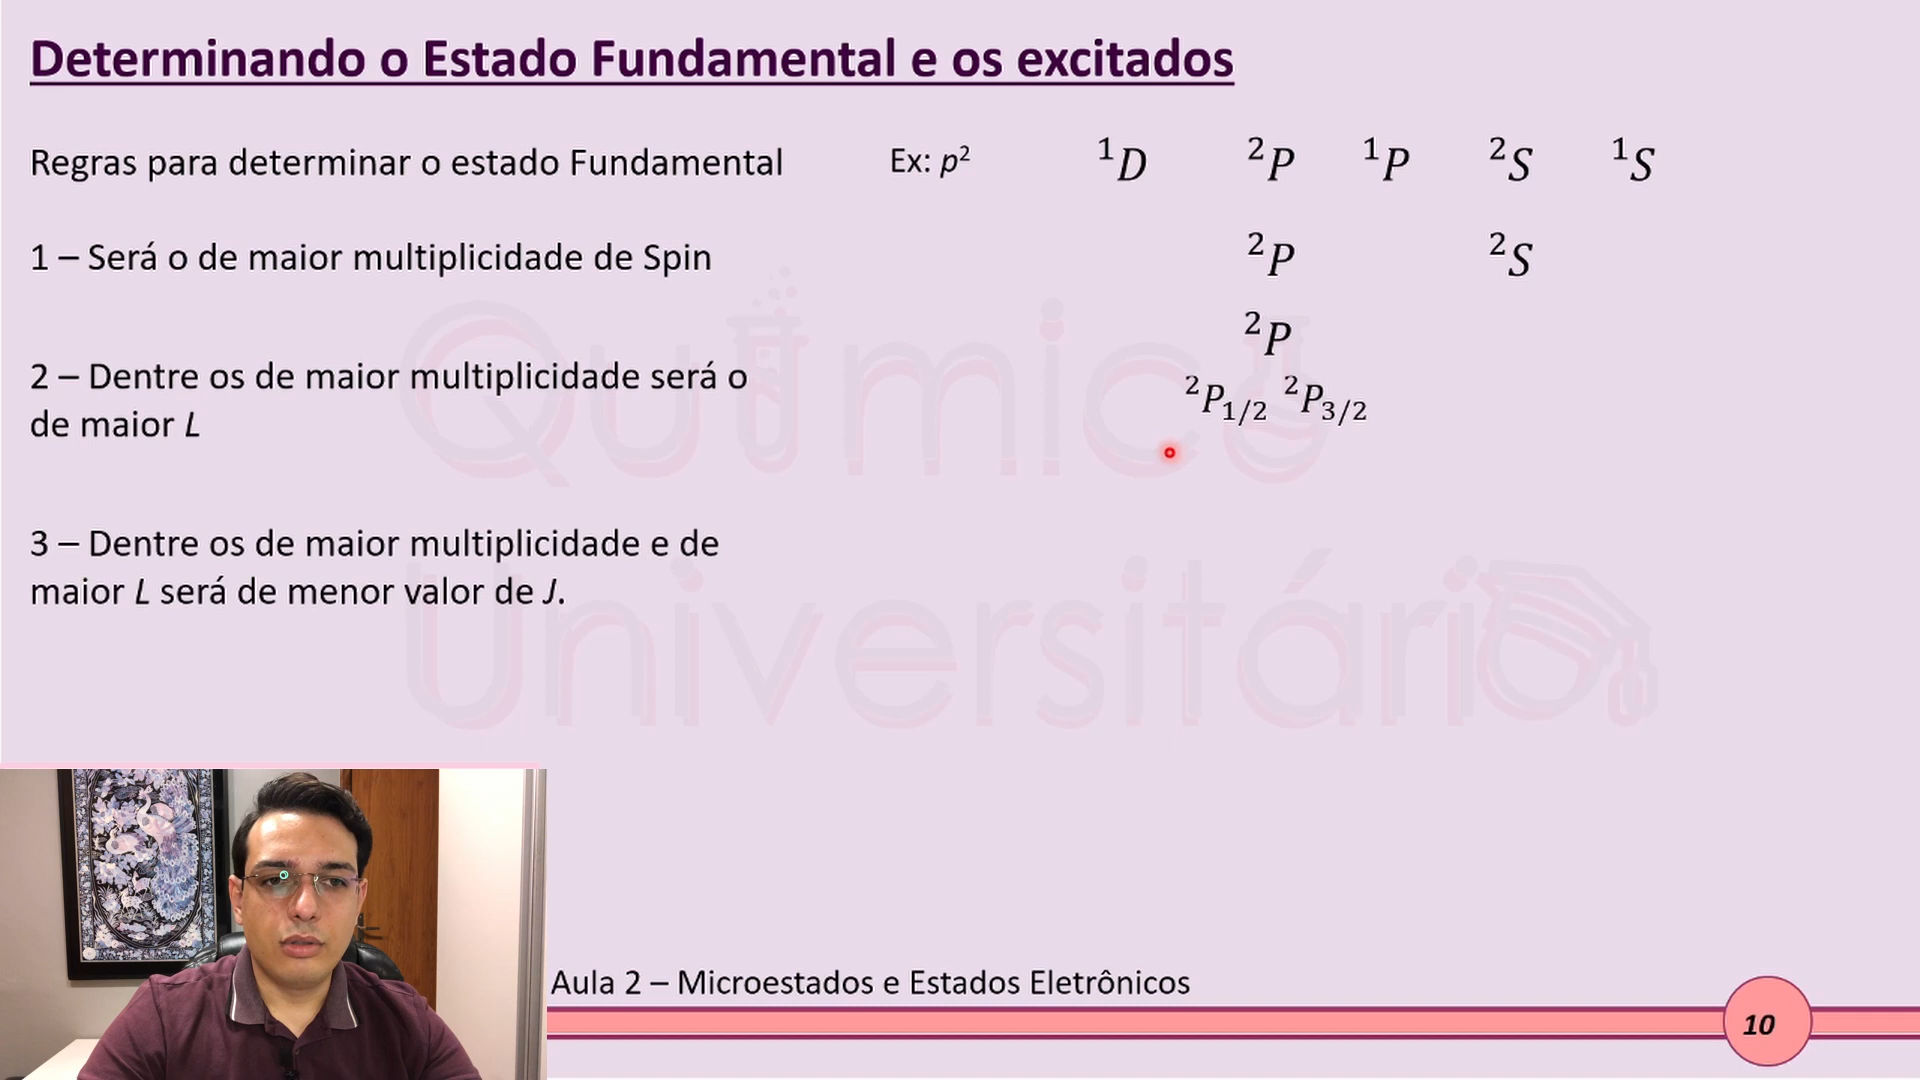 Determinando o Estado Fundamental e os excitados
Regras para determinar o estado Fundamental
Ex: p² ¹D ²P ¹P ²S ¹S
1 – Será o de maior multiplicidade de Spin
²P ²S
²P
2 – Dentre os de maior multiplicidade será o
de maior L
²P₁/₂ ²P₃/₂
3 – Dentre os de maior multiplicidade e de
maior L será de menor valor de J.
Química
Universitária
Aula 2 – Microestados e Estados Eletrônicos
10